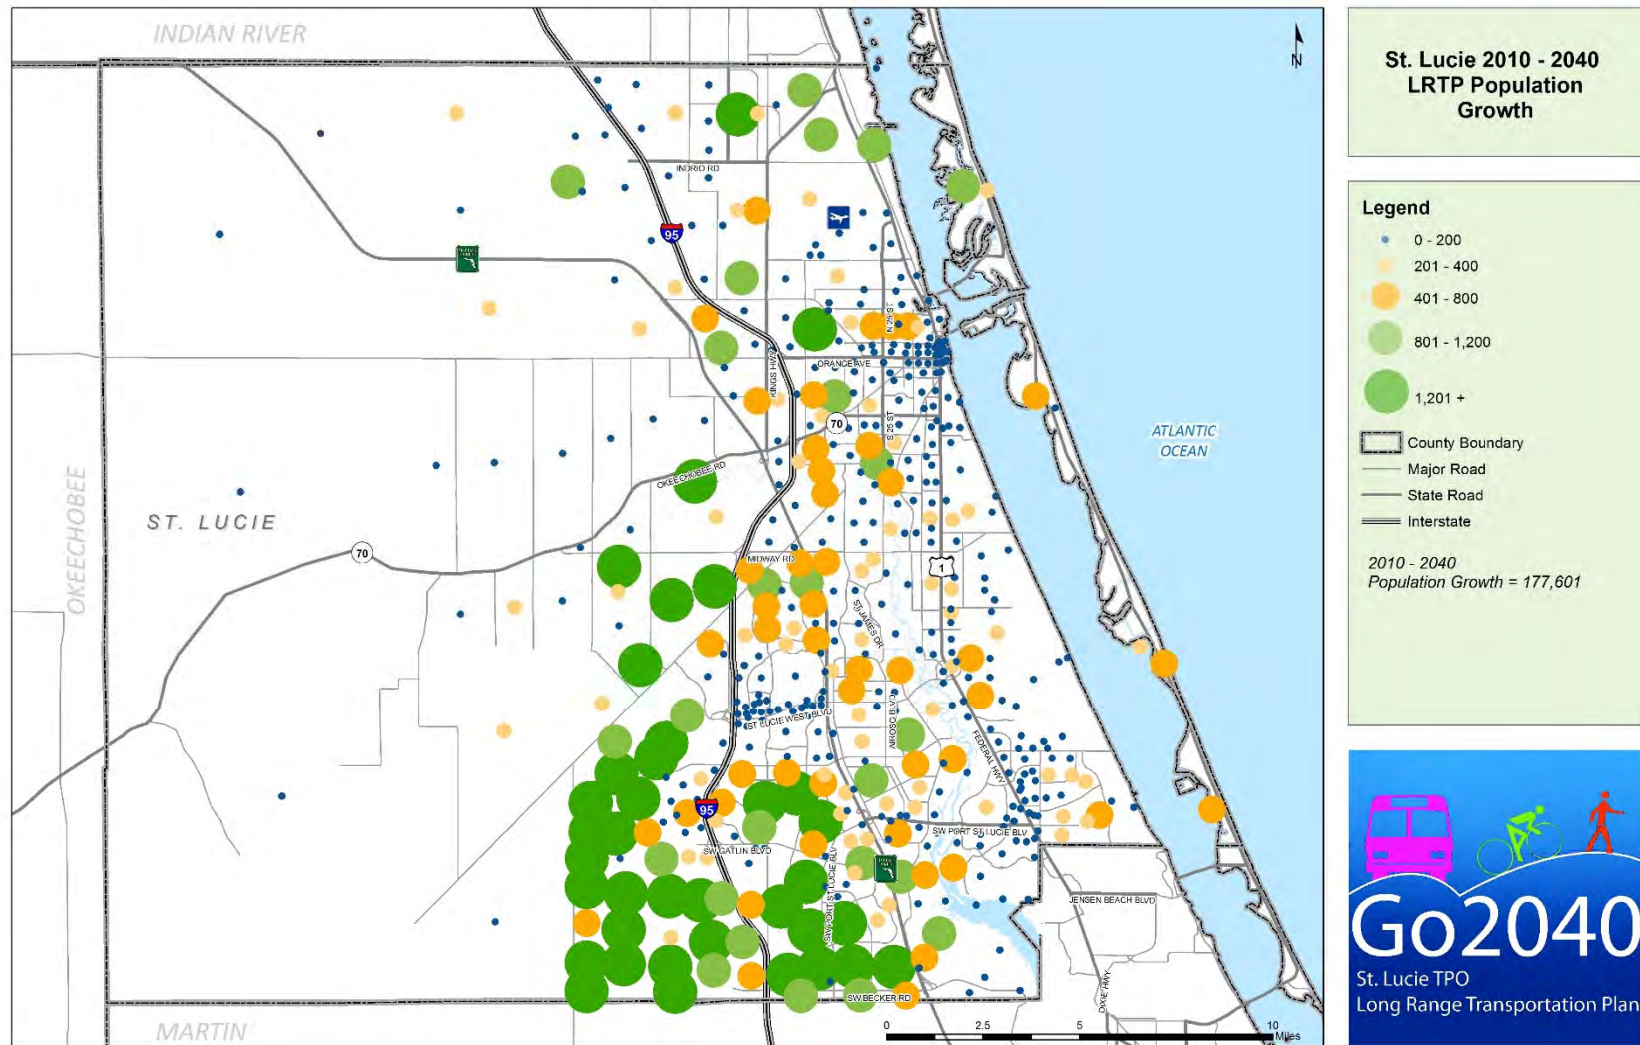 INDIAN RIVER
N
St. Lucie 2010 - 2040
LRTP Population
Growth
INDRIO RD
95
Legend
0 - 200
201 - 400
401 - 800
801 - 1,200
1,201 +
County Boundary
Major Road
State Road
Interstate
2010 - 2040
Population Growth = 177,601
N 25 ST
KINGS HWY
ORANGE AVE
70
S 25 ST
ATLANTIC
OCEAN
OKEECHOBEE RD
OKEECHOBEE
ST. LUCIE
70
MIDWAY RD
1
ST. JAMES DR
ST LUCIE WEST BLVD
AIROSO BLVD
FEDERAL HWY
95
SW PORT ST LUCIE BLV
SW GATLIN BLVD
SW PORT ST LUCIE BLV
JENSEN BEACH BLVD
SW BECKER RD
DIXIE HWY
MARTIN
0 2.5 5 10
Miles
Go2040
St. Lucie TPO
Long Range Transportation Plan